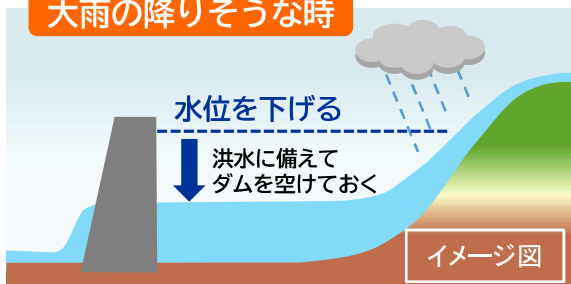 大雨の降りそうな時
水位を下げる
洪水に備えて
ダムを空けておく
イメージ図